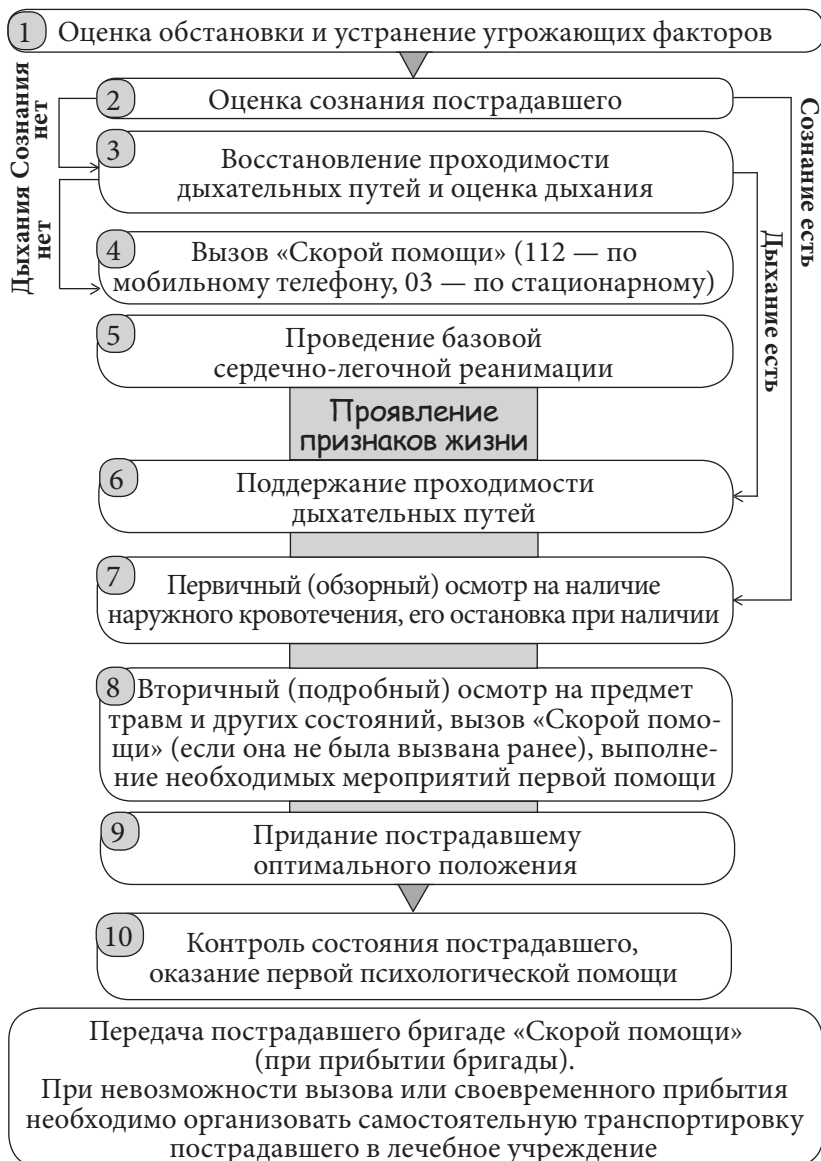 1 Оценка обстановки и устранение угрожающих факторов
2 Оценка сознания пострадавшего
Сознания
нет
Сознание есть
3 Восстановление проходимости
дыхательных путей и оценка дыхания
Дыхания
нет
Дыхание есть
4 Вызов «Скорой помощи» (112 — по
мобильному телефону, 03 — по стационарному)
5 Проведение базовой
сердечно-легочной реанимации
Проявление
признаков жизни
6 Поддержание проходимости
дыхательных путей
7 Первичный (обзорный) осмотр на наличие
наружного кровотечения, его остановка при наличии
8 Вторичный (подробный) осмотр на предмет
травм и других состояний, вызов «Скорой помо-
щи» (если она не была вызвана ранее), выполне-
ние необходимых мероприятий первой помощи
9 Придание пострадавшему
оптимального положения
10 Контроль состояния пострадавшего,
оказание первой психологической помощи
Передача пострадавшего бригаде «Скорой помощи»
(при прибытии бригады).
При невозможности вызова или своевременного прибытия
необходимо организовать самостоятельную транспортировку
пострадавшего в лечебное учреждение